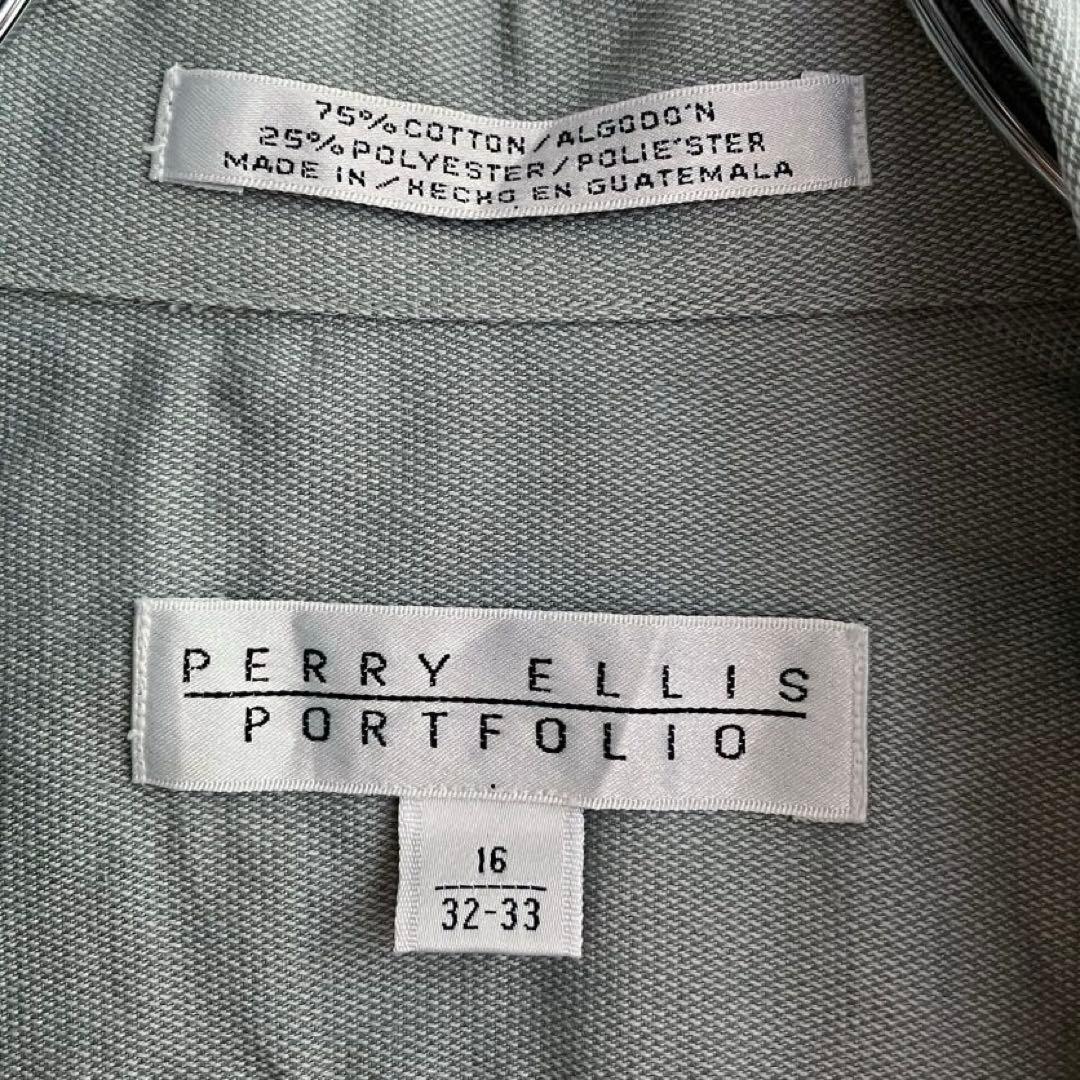 75% COTTON / ALGODO'N
25% POLYESTER / POLIE'STER
MADE IN / HECHO EN GUATEMALA
PERRY ELLIS
PORTFOLIO
16
32-33